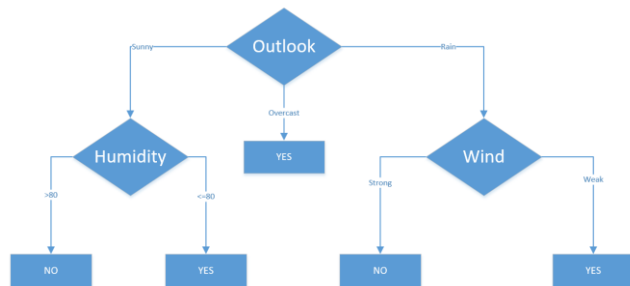 Outlook
Sunny
Rain
Overcast
YES
Humidity
Wind
>80
<=80
Strong
Weak
NO
YES
NO
YES